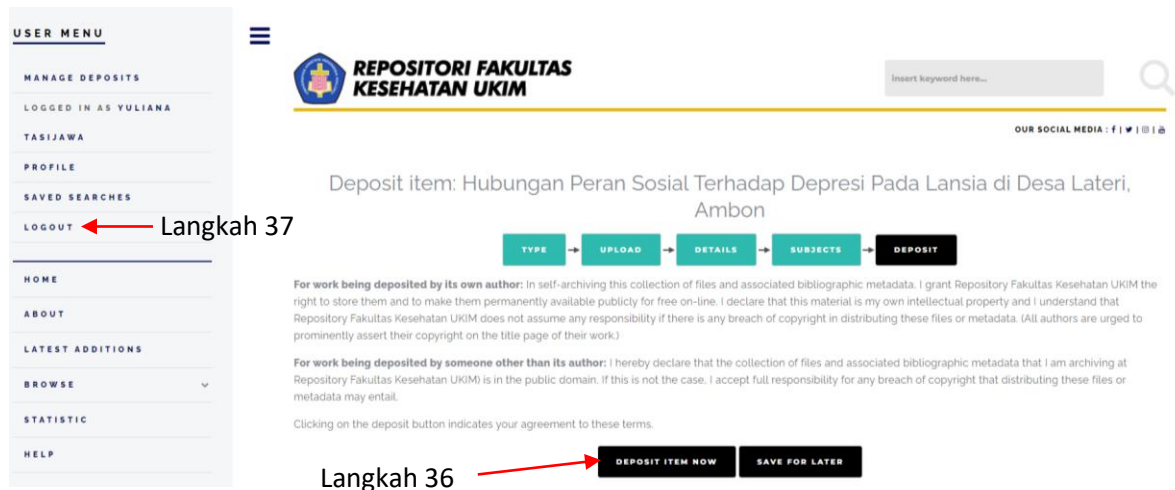 USER MENU
MANAGE DEPOSITS
LOGGED IN AS YULIANA
TASIJAWA
PROFILE
SAVED SEARCHES
LOGOUT
Langkah 37
HOME
ABOUT
LATEST ADDITIONS
BROWSE
STATISTIC
HELP
REPOSITORI FAKULTAS
KESEHATAN UKIM
Insert keyword here...
OUR SOCIAL MEDIA : f | | |
Deposit item: Hubungan Peran Sosial Terhadap Depresi Pada Lansia di Desa Lateri,
Ambon
TYPE UPLOAD DETAILS SUBJECTS DEPOSIT
For work being deposited by its own author: In self-archiving this collection of files and associated bibliographic metadata, I grant Repository Fakultas Kesehatan UKIM the
right to store them and to make them permanently available publicly for free on-line. I declare that this material is my own intellectual property and I understand that
Repository Fakultas Kesehatan UKIM does not assume any responsibility if there is any breach of copyright in distributing these files or metadata. (All authors are urged to
prominently assert their copyright on the title page of their work.)
For work being deposited by someone other than its author: I hereby declare that the collection of files and associated bibliographic metadata that I am archiving at
Repository Fakultas Kesehatan UKIM) is in the public domain. If this is not the case, I accept full responsibility for any breach of copyright that distributing these files or
metadata may entail.
Clicking on the deposit button indicates your agreement to these terms.
Langkah 36
DEPOSIT ITEM NOW SAVE FOR LATER